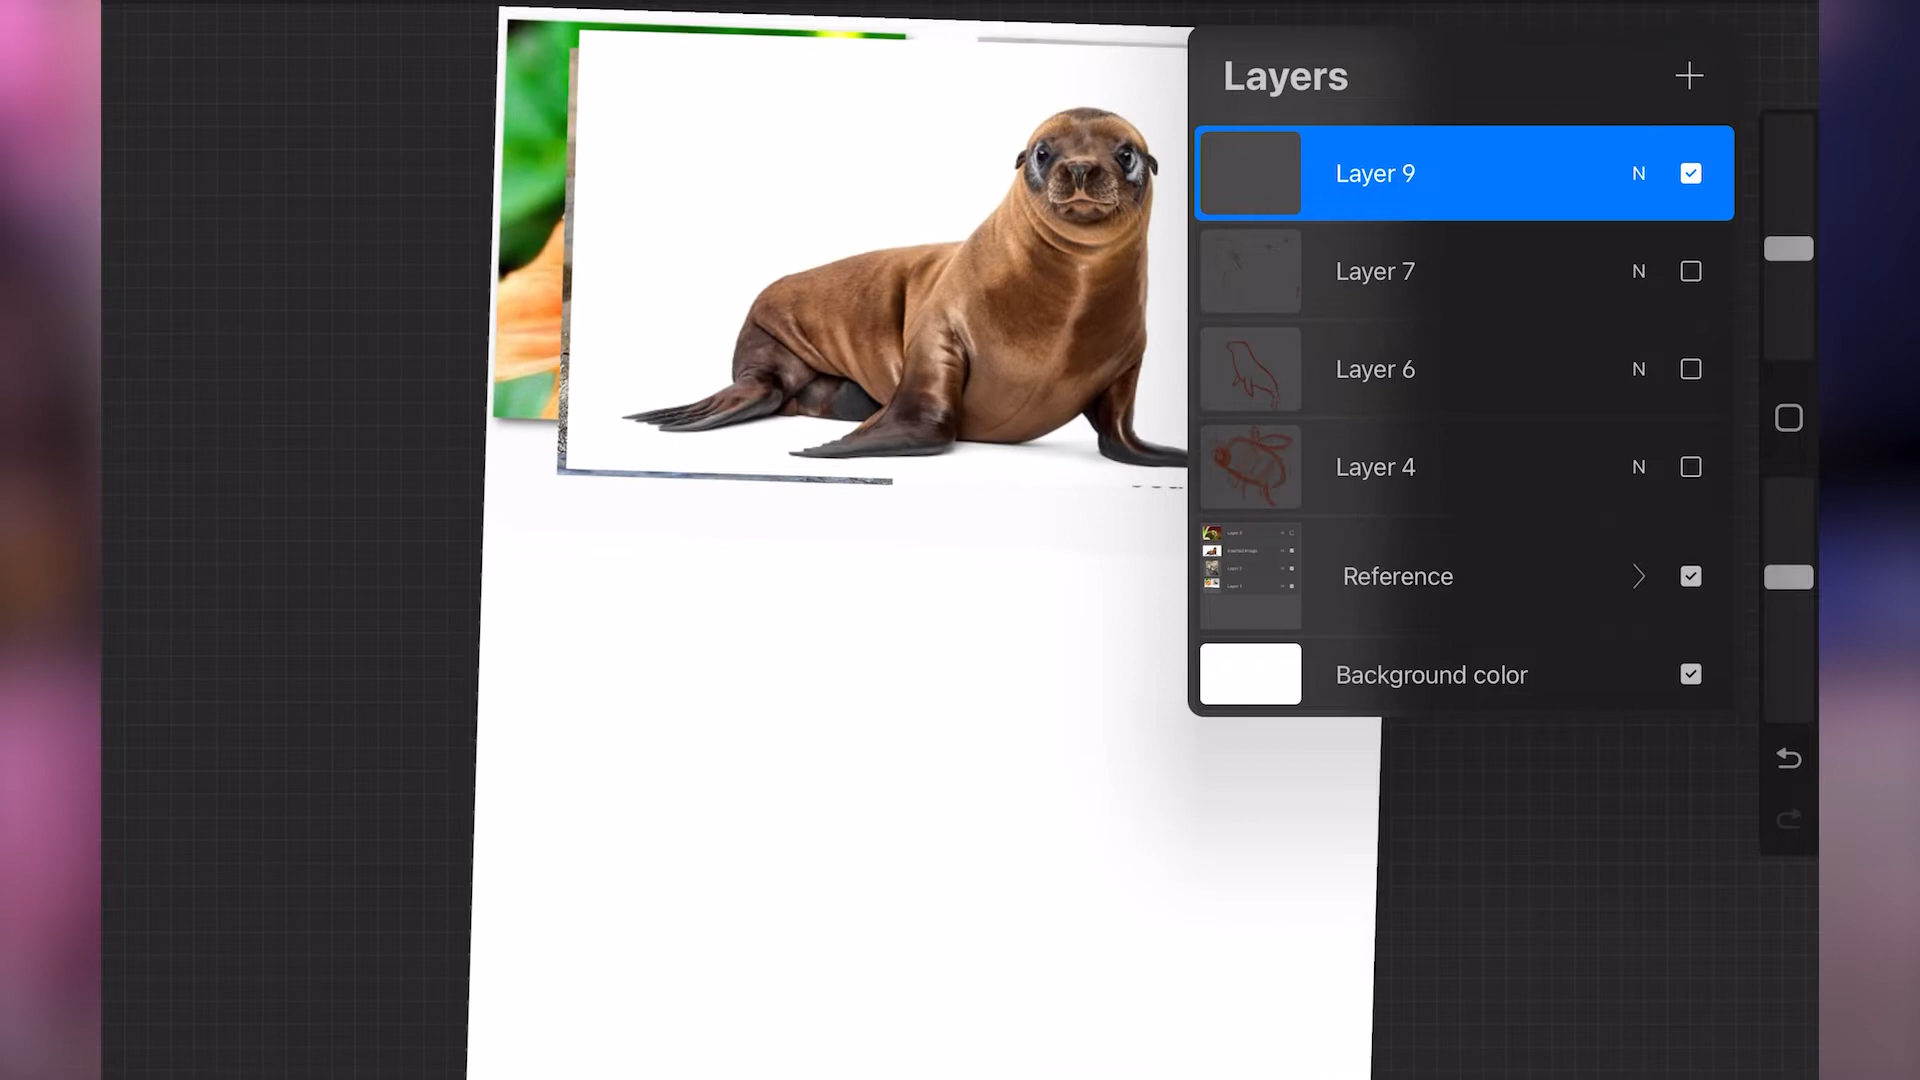 Layers
Layer 9 N
Layer 7 N
Layer 6 N
Layer 4 N
Reference
Background color